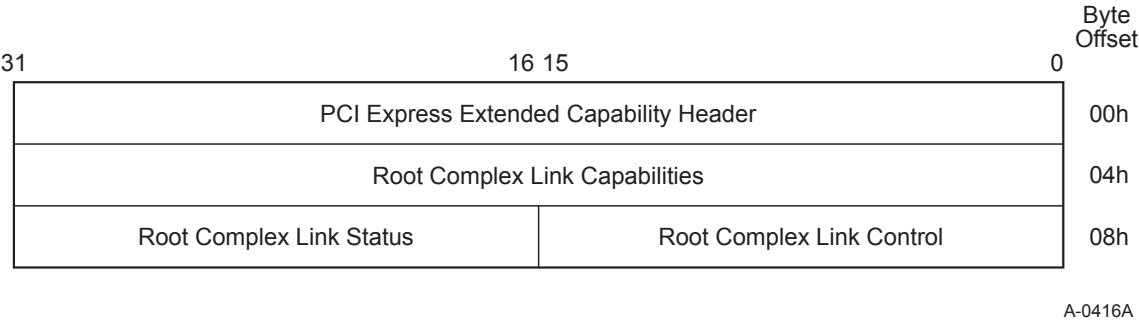 Byte
Offset
31 16 15 0
PCI Express Extended Capability Header 00h
Root Complex Link Capabilities 04h
Root Complex Link Status Root Complex Link Control 08h
A-0416A